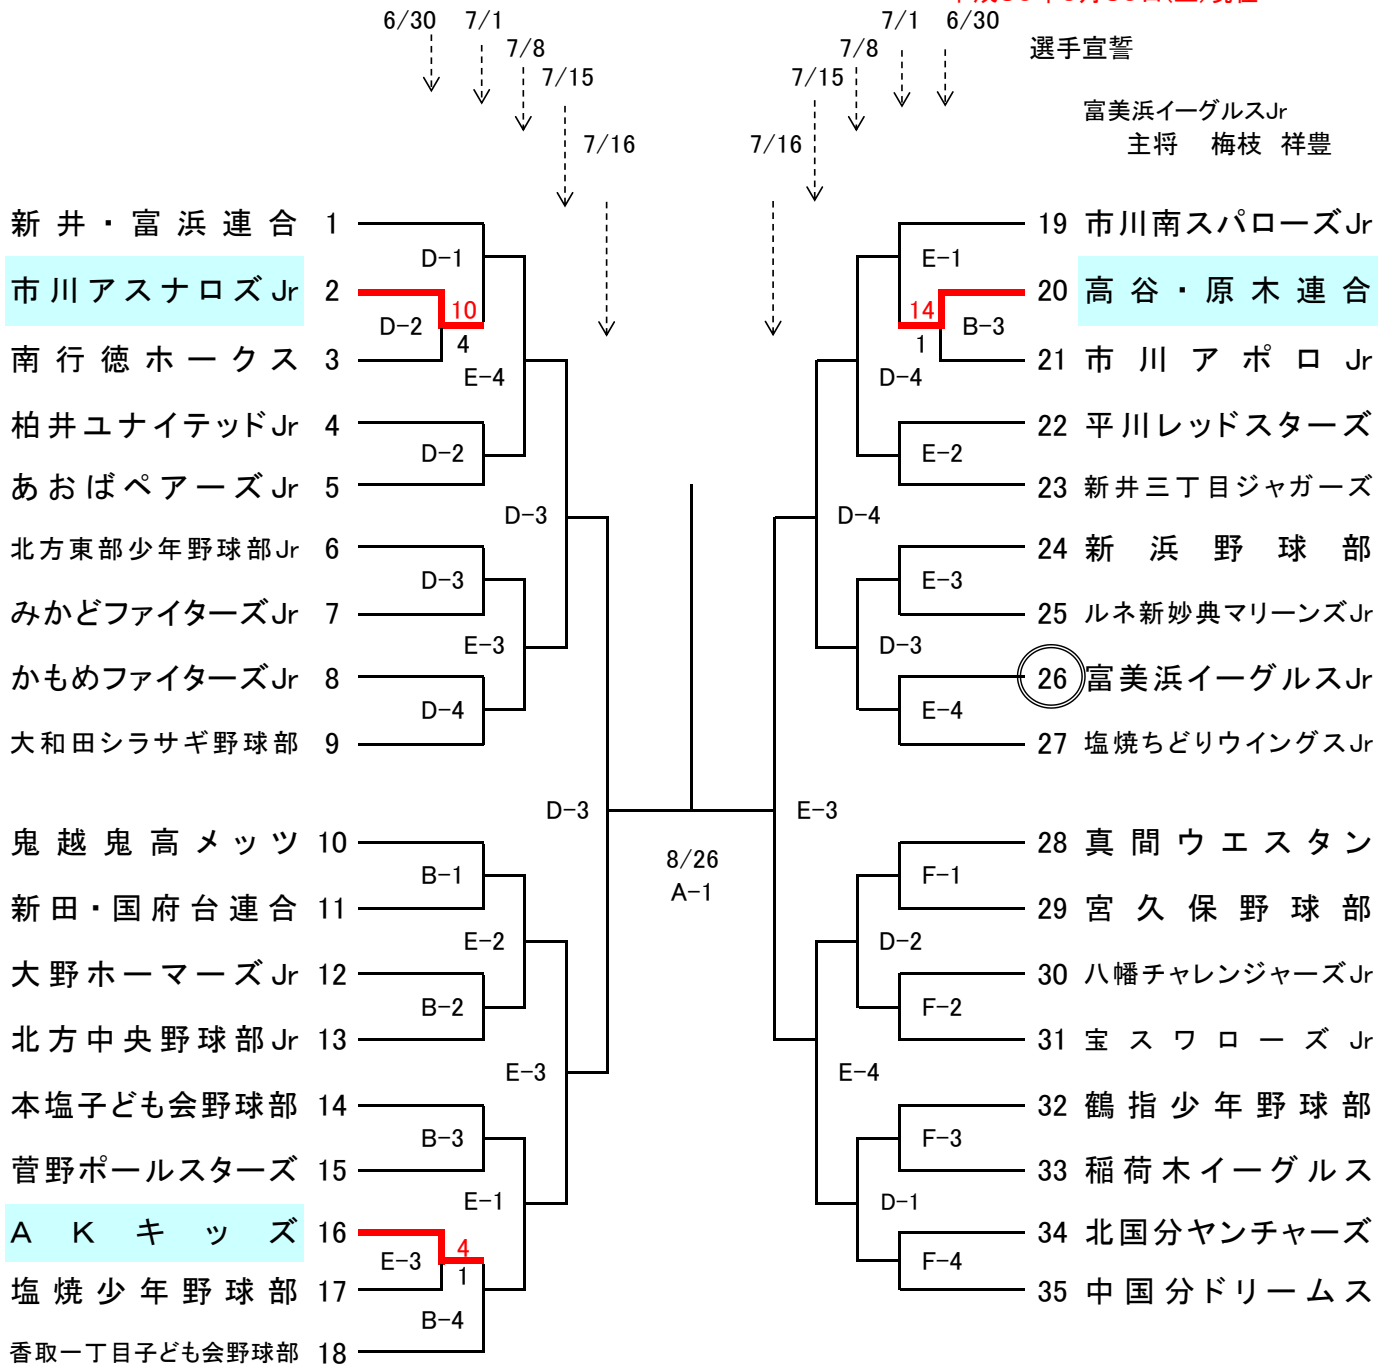 6/30 7/1 7/1 6/30
7/8 7/8 選手宣誓
7/15 7/15
富美浜イーグルスJr
7/16 7/16 主将 梅枝 祥豊
新井・富浜連合 1 19 市川南スパローズJr
D-1 E-1
市川アスナロズJr 2 20 高谷・原木連合
10 14
D-2 B-3
4 1
南行徳ホークス 3 21 市川アポロJr
E-4 D-4
柏井ユナイテッドJr 4 22 平川レッドスターズ
D-2 E-2
あおばペアーズJr 5 23 新井三丁目ジャガーズ
D-3 D-4
北方東部少年野球部Jr 6 24 新浜野球部
D-3 E-3
みかどファイターズJr 7 25 ルネ新妙典マリーンズJr
E-3 D-3
かもめファイターズJr 8 26 富美浜イーグルスJr
D-4 E-4
大和田シラサギ野球部 9 27 塩焼ちどりウイングスJr
D-3 E-3
鬼越鬼高メッツ 10 28 真間ウエスタン
8/26
B-1 F-1
A-1
新田・国府台連合 11 29 宮久保野球部
E-2 D-2
大野ホーマーズJr 12 30 八幡チャレンジャーズJr
B-2 F-2
北方中央野球部Jr 13 31 宝スワローズJr
E-3 E-4
本塩子ども会野球部 14 32 鶴指少年野球部
B-3 F-3
菅野ポールスターズ 15 33 稲荷木イーグルス
E-1 D-1
AKキッズ 16 34 北国分ヤンチャーズ
4
E-3 F-4
1
塩焼少年野球部 17 35 中国分ドリームス
B-4
香取一丁目子ども会野球部 18